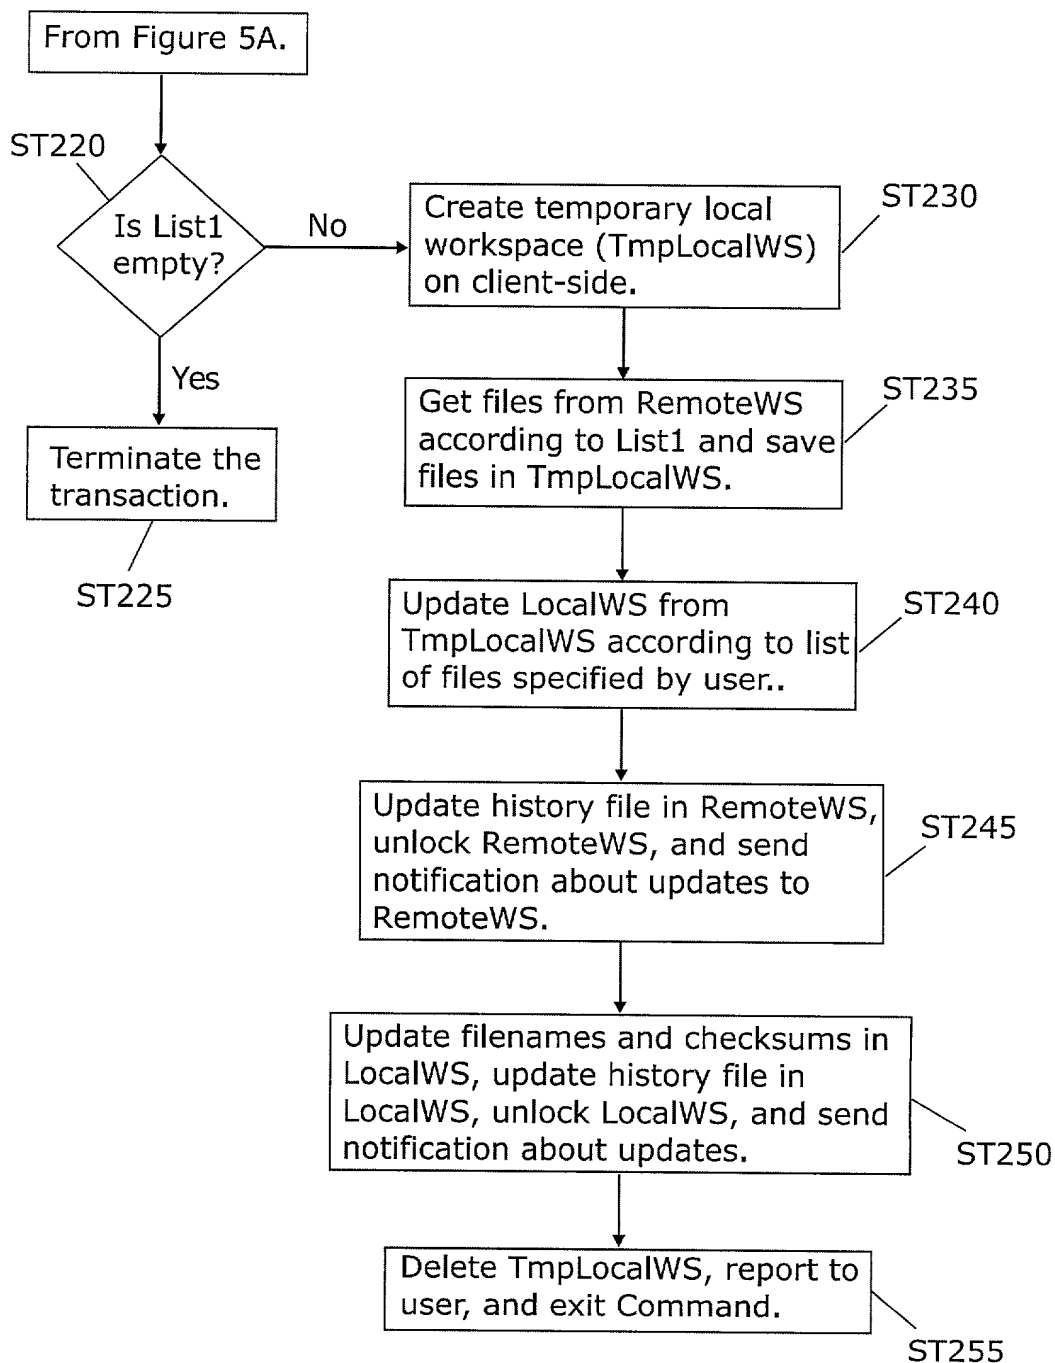 From Figure 5A.
ST220
Is List1
empty?
No
Yes
Terminate the
transaction.
ST225
Create temporary local
workspace (TmpLocalWS)
on client-side.
ST230
Get files from RemoteWS
according to List1 and save
files in TmpLocalWS.
ST235
Update LocalWS from
TmpLocalWS according to list
of files specified by user..
ST240
Update history file in RemoteWS,
unlock RemoteWS, and send
notification about updates to
RemoteWS.
ST245
Update filenames and checksums in
LocalWS, update history file in
LocalWS, unlock LocalWS, and send
notification about updates.
ST250
Delete TmpLocalWS, report to
user, and exit Command.
ST255